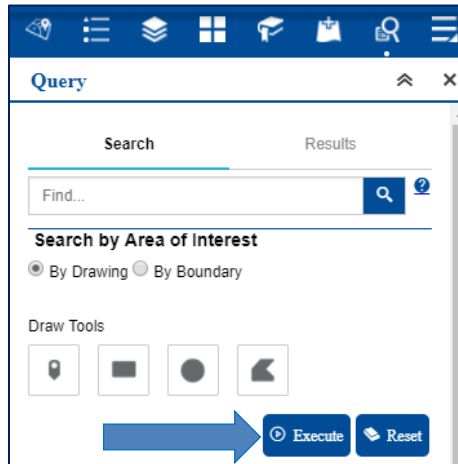 Query
Search Results
Find...
Search by Area of Interest
By Drawing By Boundary
Draw Tools
Execute Reset